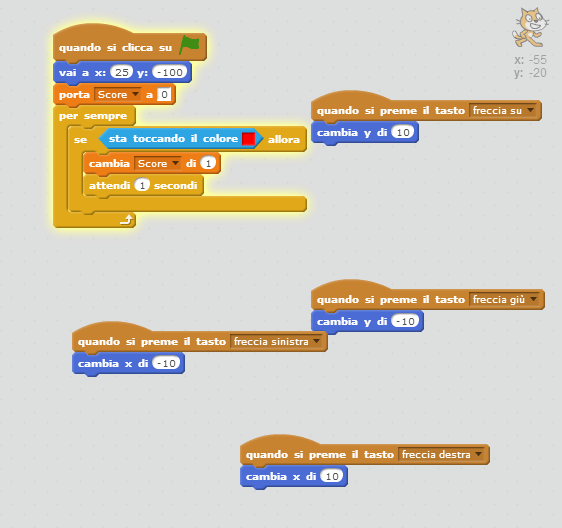 quando si clicca su
vai a x: 25 y: -100
porta Score a 0
per sempre
se sta toccando il colore allora
cambia Score di 1
attendi 1 secondi
x: -55
y: -20
quando si preme il tasto freccia su
cambia y di 10
quando si preme il tasto freccia giù
cambia y di -10
quando si preme il tasto freccia sinistra
cambia x di -10
quando si preme il tasto freccia destra
cambia x di 10